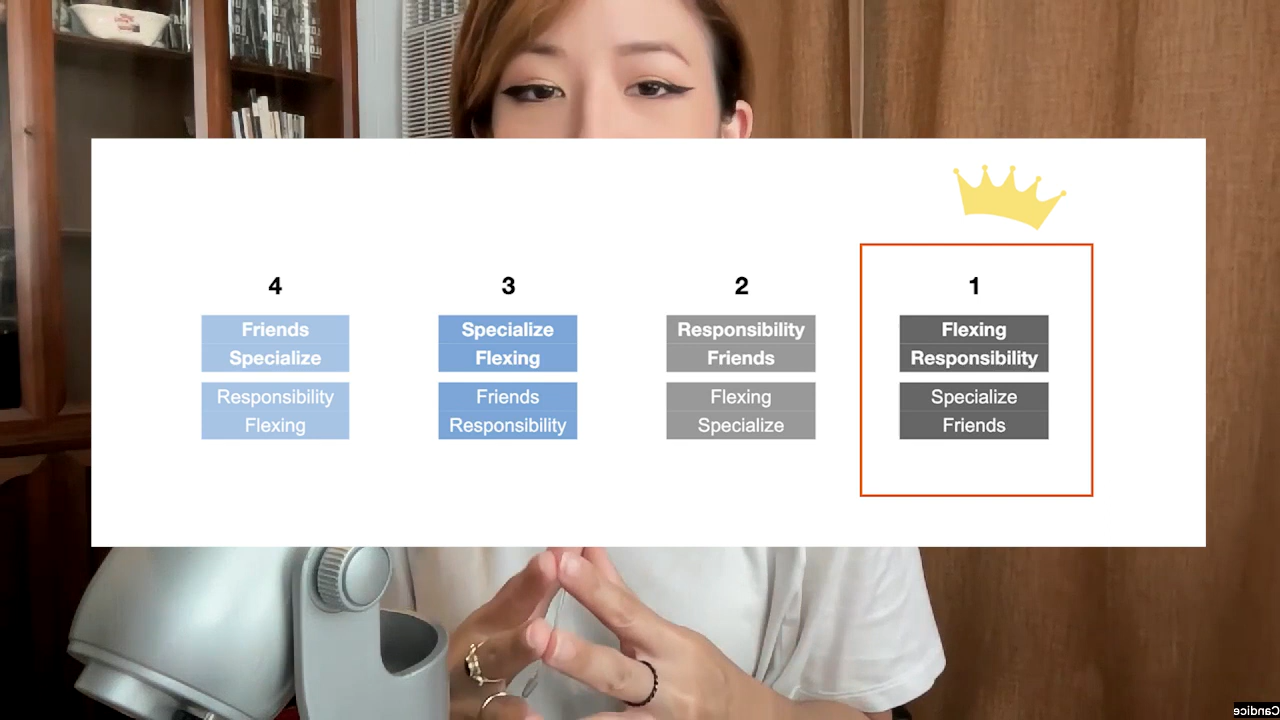 4
Friends
Specialize
Responsibility
Flexing
3
Specialize
Flexing
Friends
Responsibility
2
Responsibility
Friends
Flexing
Specialize
1
Flexing
Responsibility
Specialize
Friends
Candice